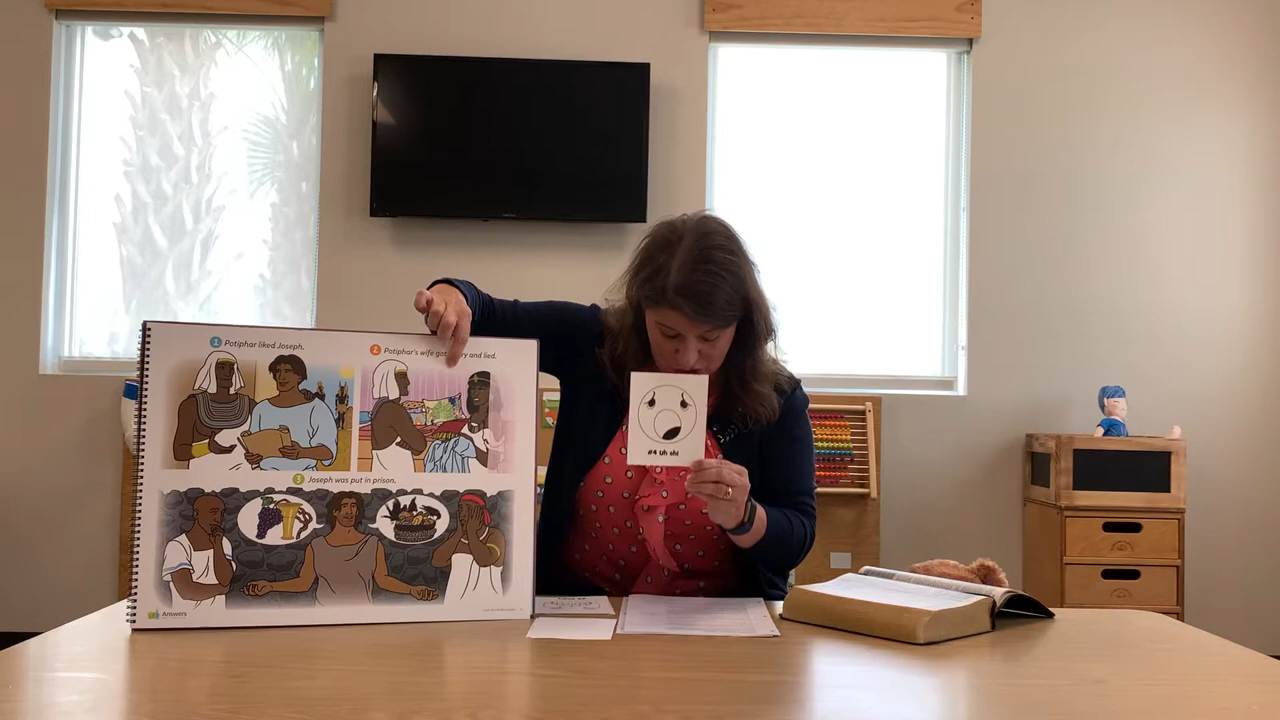 1 Potiphar liked Joseph.
2 Potiphar's wife got and lied.
3 Joseph was put in prison.
Answers
#4 Uh oh!